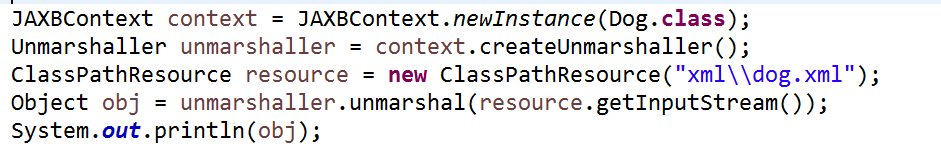 JAXBContext context = JAXBContext.newInstance(Dog.class);
Unmarshaller unmarshaller = context.createUnmarshaller();
ClassPathResource resource = new ClassPathResource("xml\\dog.xml");
Object obj = unmarshaller.unmarshal(resource.getInputStream());
System.out.println(obj);